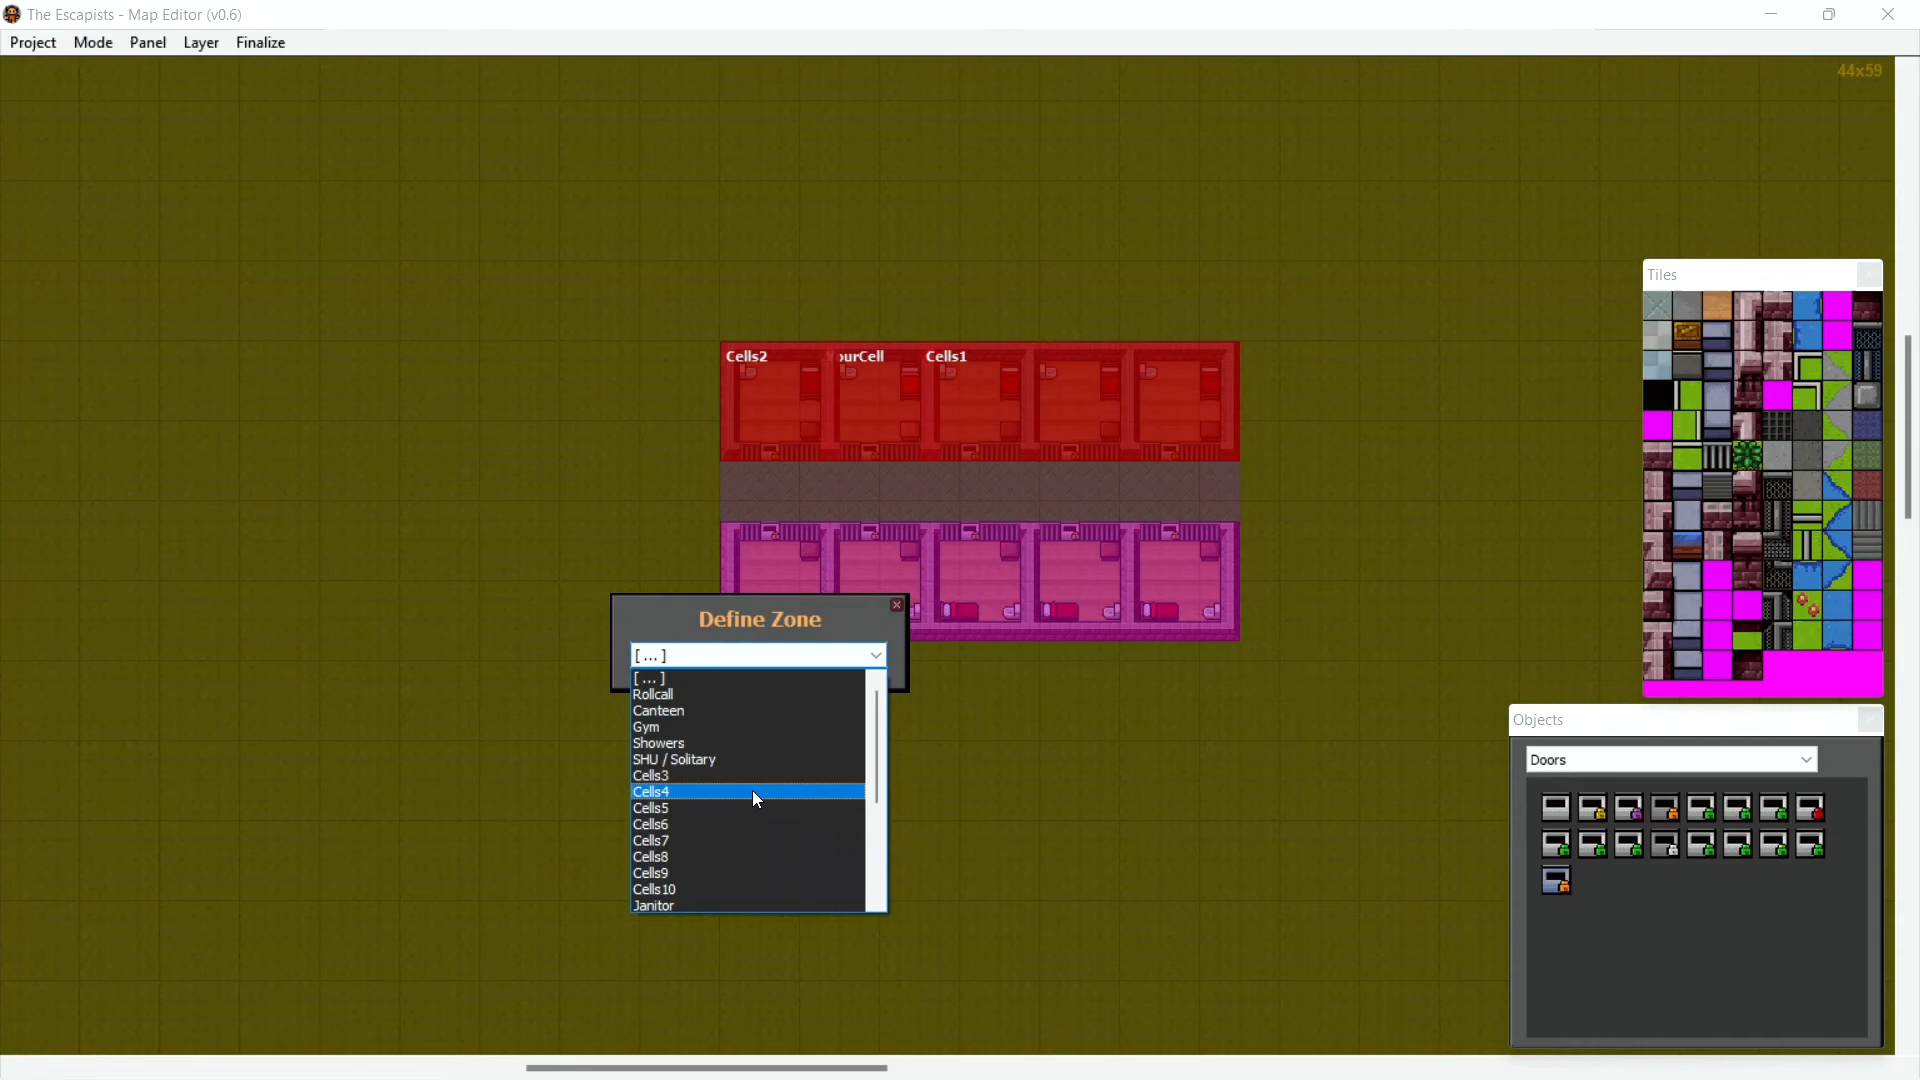 The Escapists - Map Editor (v0.6)
Project Mode Panel Layer Finalize
44x59
Tiles
Cells2 ourCell Cells1
Define Zone
[ ... ]
[ ... ]
Rollcall
Canteen
Gym
Showers
SHU / Solitary
Cells3
Cells4
Cells5
Cells6
Cells7
Cells8
Cells9
Cells10
Janitor
Objects
Doors